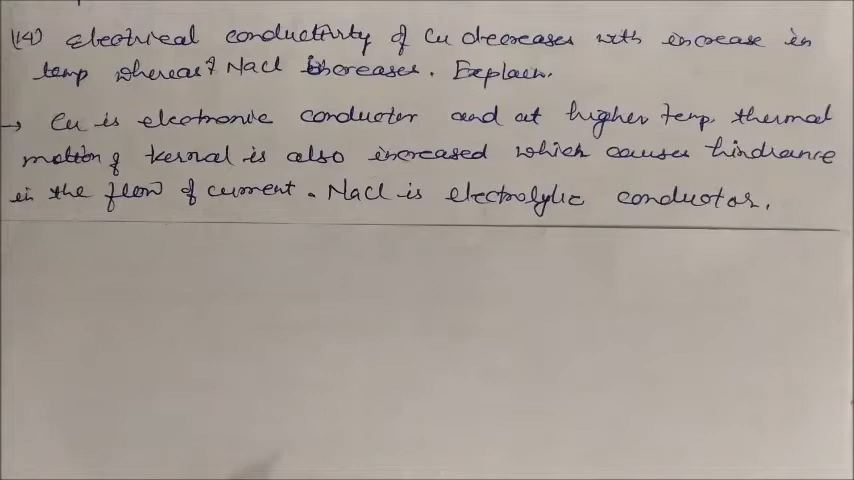 (14) Electrical conductivity of Cu decreases with increase in
temp whereas of NaCl increases. Explain.
→ Cu is electronic conductor and at higher temp. thermal
motion of kernal is also increased which causes hindrance
in the flow of current. NaCl is electrolytic conductor.